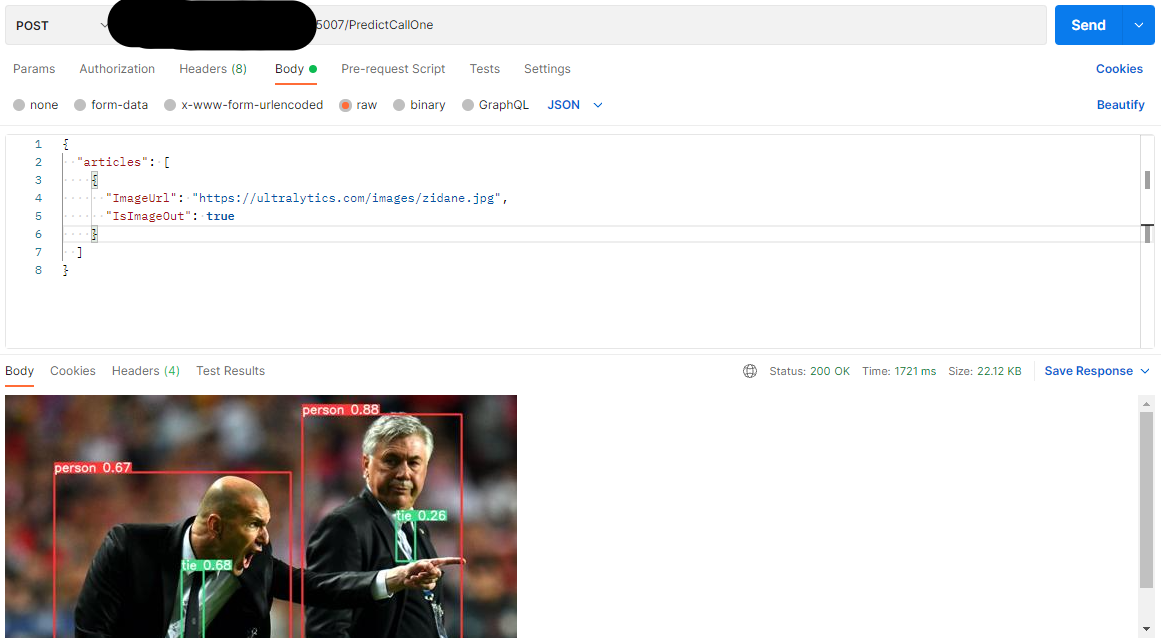 POST 5007/PredictCallOne Send
Params Authorization Headers (8) Body Pre-request Script Tests Settings Cookies
none form-data x-www-form-urlencoded raw binary GraphQL JSON Beautify
1 {
2 "articles": [
3 {
4 "ImageUrl": "https://ultralytics.com/images/zidane.jpg",
5 "IsImageOut": true
6 }
7 ]
8 }
Body Cookies Headers (4) Test Results Status: 200 OK Time: 1721 ms Size: 22.12 KB Save Response
person 0.88
person 0.67
tie 0.26
tie 0.68